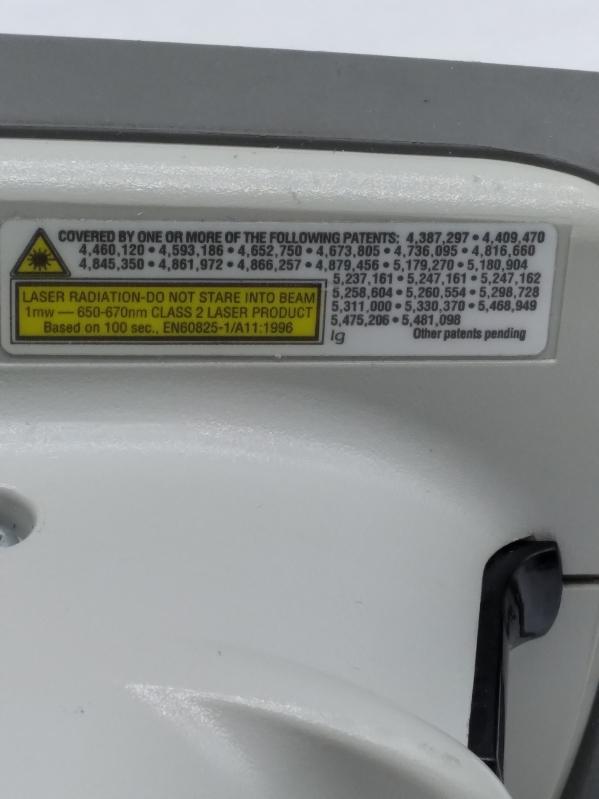 COVERED BY ONE OR MORE OF THE FOLLOWING PATENTS: 4,387,297 • 4,409,470
4,460,120 • 4,593,186 • 4,652,750 • 4,673,805 • 4,736,095 • 4,816,660
4,845,350 • 4,861,972 • 4,866,257 • 4,879,456 • 5,179,270 • 5,180,904
5,237,161 • 5,247,161 • 5,247,162
5,258,604 • 5,260,554 • 5,298,728
5,311,000 • 5,330,370 • 5,468,949
5,475,206 • 5,481,098
lg Other patents pending
LASER RADIATION-DO NOT STARE INTO BEAM
1mw — 650-670nm CLASS 2 LASER PRODUCT
Based on 100 sec., EN60825-1/A11:1996